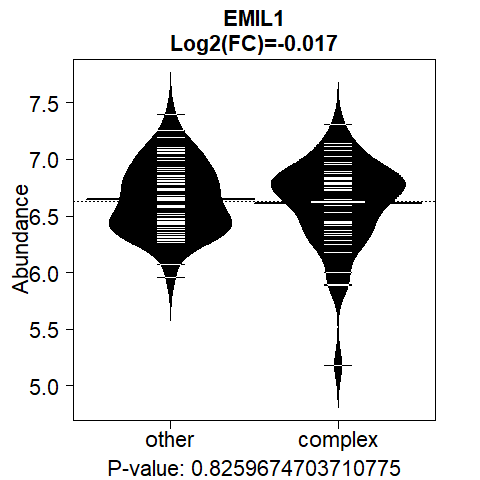 EMIL1
Log2(FC)=-0.017
Abundance
7.5
7.0
6.5
6.0
5.5
5.0
other complex
P-value: 0.8259674703710775